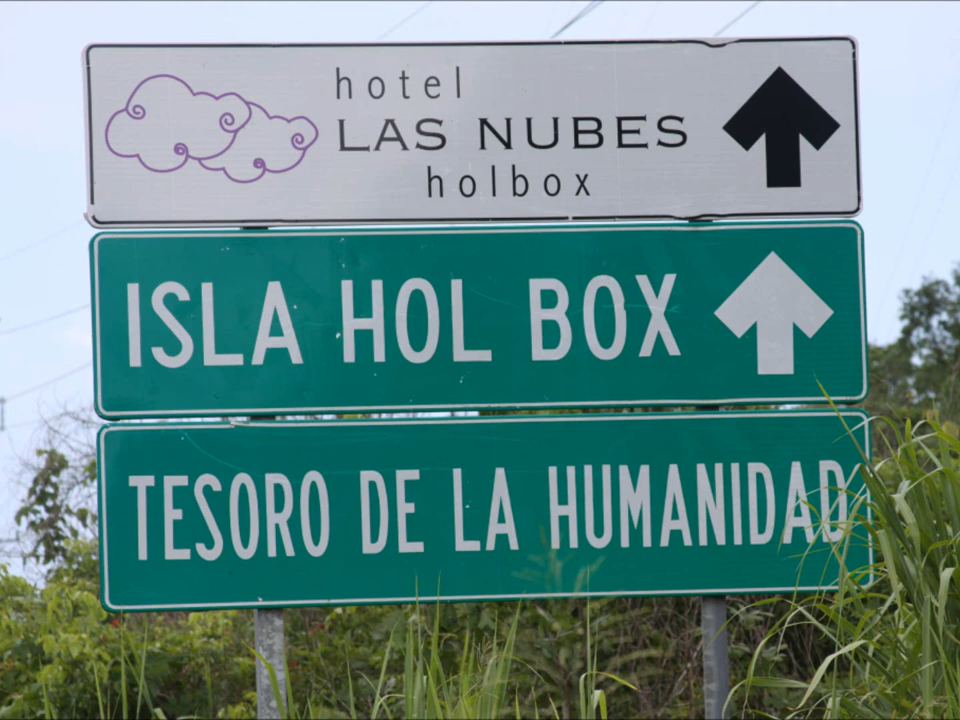 hotel
LAS NUBES
holbox
ISLA HOL BOX
TESORO DE LA HUMANIDAD